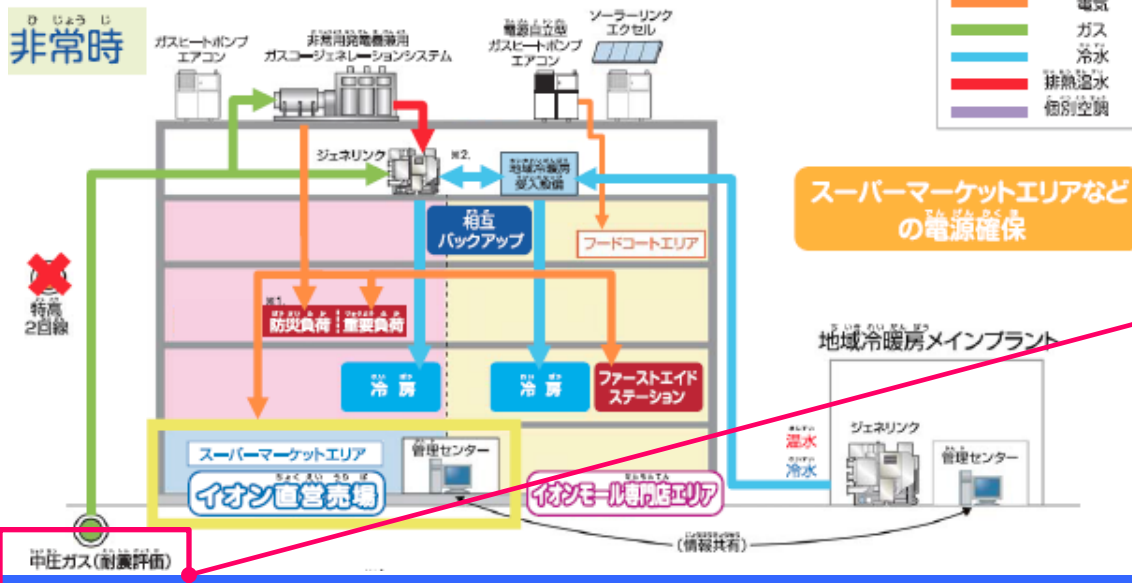 ひじょうじ
非常時
ガスヒートポンプ
エアコン
非常用発電機兼用
ガスコージェネレーションシステム
電源自立型
ガスヒートポンプ
エアコン
ソーラーリンク
エクセル
電気
ガス
冷水
排熱温水
個別空調
ジェネリンク
※2.
地域冷暖房
受入設備
相互
バックアップ
フードコートエリア
スーパーマーケットエリアなど
の電源確保
特高
2回線
※1.
防災負荷
重要負荷
冷房
冷房
ファーストエイド
ステーション
地域冷暖房メインプラント
スーパーマーケットエリア
管理センター
イオン直営売場
イオンモール専門店エリア
温水
冷水
ジェネリンク
管理センター
(情報共有)
中圧ガス(耐震評価)